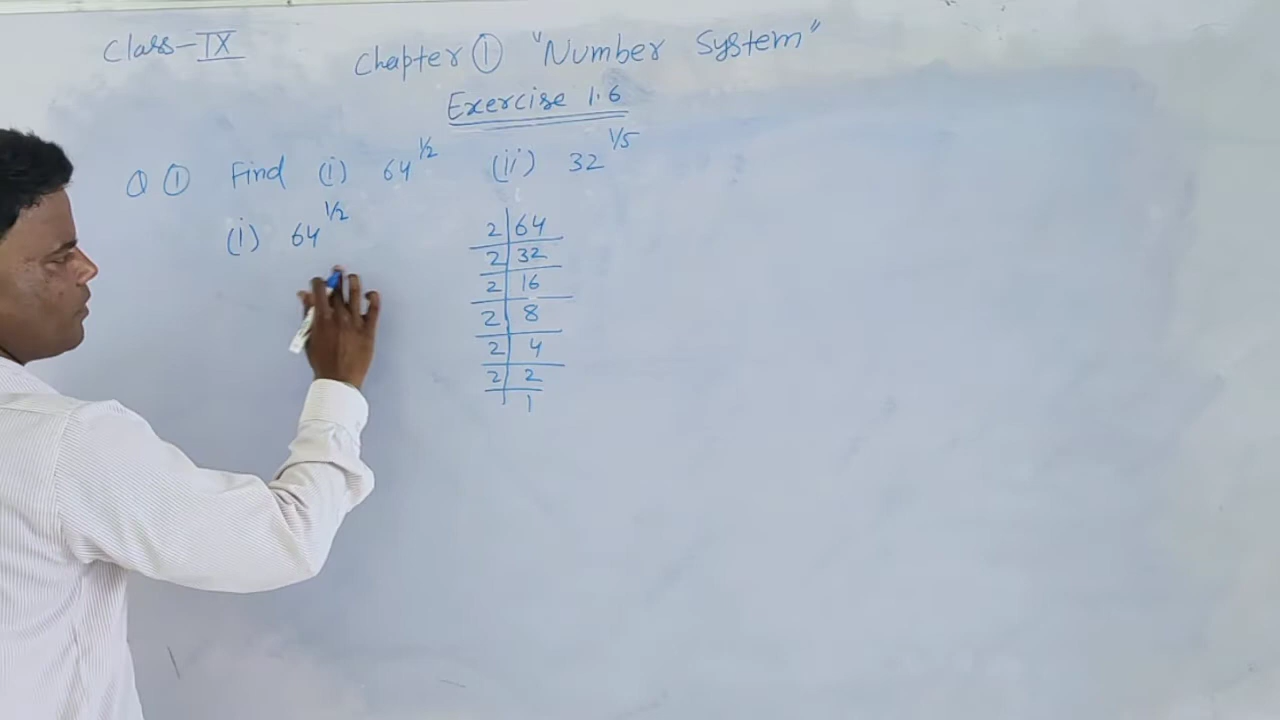 Class-IX
Chapter ① "Number System"
Exercise 1.6
Q ① Find (i) 64^1/2 (ii) 32^1/5
(i) 64^1/2
2 | 64
2 | 32
2 | 16
2 | 8
2 | 4
2 | 2
| 1